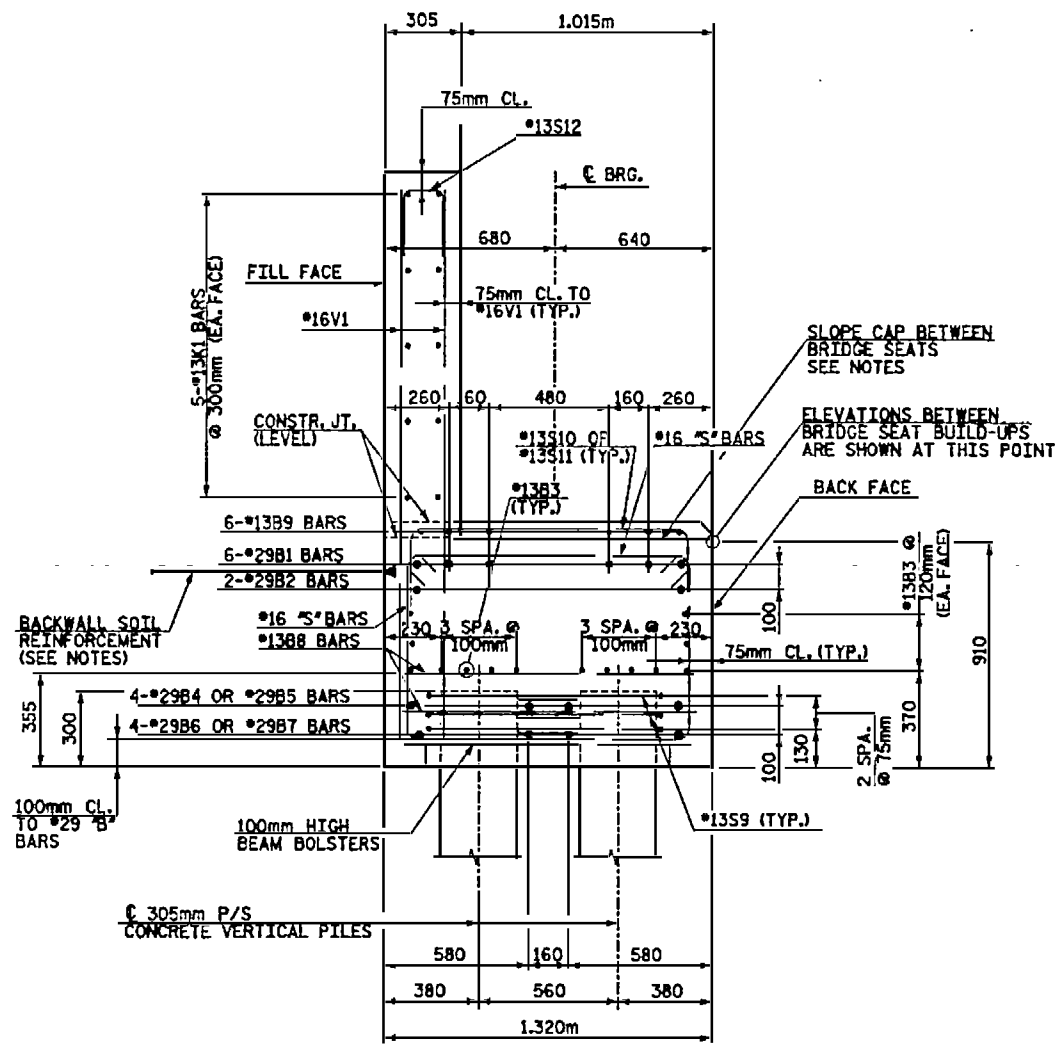 305
1.015m
75mm CL.
#13S12
℄ BRG.
680
640
FILL FACE
75mm CL. TO
#16V1 (TYP.)
#16V1
5-#13K1 BARS
@ 300mm (EA. FACE)
SLOPE CAP BETWEEN
BRIDGE SEATS
SEE NOTES
260
60
480
160
260
CONSTR. JT.
(LEVEL)
#13S10 OF
#13S11 (TYP.)
#16 "S" BARS
ELEVATIONS BETWEEN
BRIDGE SEAT BUILD-UPS
ARE SHOWN AT THIS POINT
#13B3
(TYP.)
BACK FACE
6-#13B9 BARS
6-#29B1 BARS
2-#29B2 BARS
#13B3 @
120mm
(EA. FACE)
100
910
BACKWALL SOIL
REINFORCEMENT
(SEE NOTES)
#16 "S" BARS
#13B8 BARS
230
3 SPA. @
100mm
3 SPA. @
100mm
230
75mm CL. (TYP.)
355
300
4-#29B4 OR #29B5 BARS
4-#29B6 OR #29B7 BARS
370
100
130
2 SPA.
@ 75mm
100mm CL.
TO #29 "B"
BARS
100mm HIGH
BEAM BOLSTERS
#13S9 (TYP.)
℄ 305mm P/S
CONCRETE VERTICAL PILES
580
160
580
380
560
380
1.320m